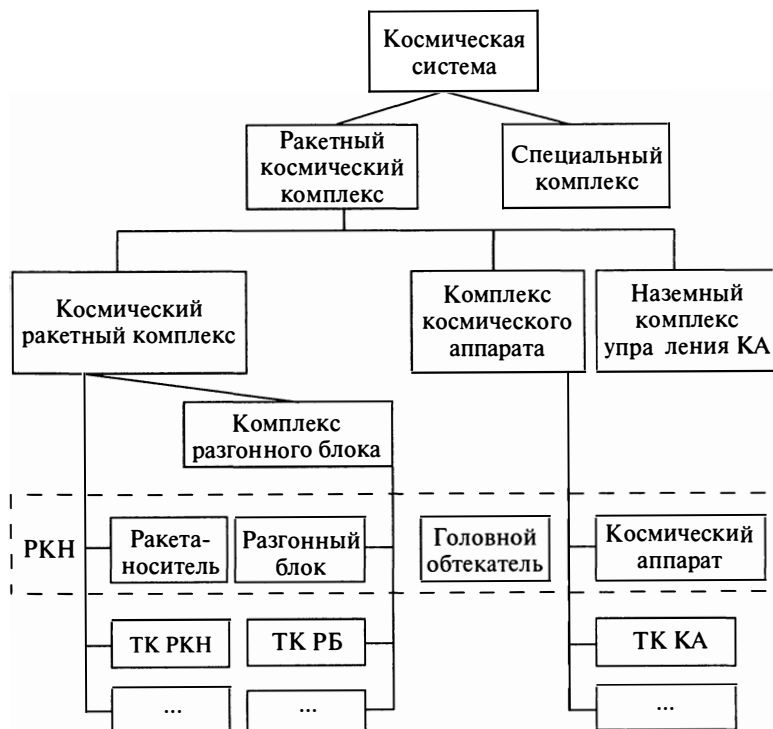 Космическая
система
Ракетный
космический
комплекс
Специальный
комплекс
Космический
ракетный комплекс
Комплекс
космического
аппарата
Наземный
комплекс
упра ления КА
Комплекс
разгонного блока
РКН
Ракета-
носитель
Разгонный
блок
Головной
обтекатель
Космический
аппарат
ТК РКН
ТК РБ
ТК КА
...
...
...